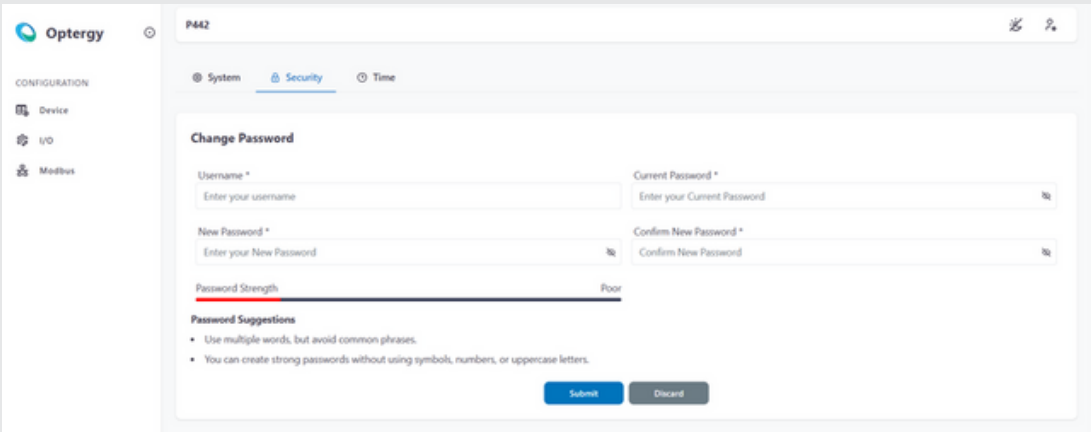 Optergy
P442
CONFIGURATION
Device
I/O
Modbus
System
Security
Time
Change Password
Username *
Enter your username
Current Password *
Enter your Current Password
New Password *
Enter your New Password
Confirm New Password *
Confirm New Password
Password Strength
Poor
Password Suggestions
• Use multiple words, but avoid common phrases.
• You can create strong passwords without using symbols, numbers, or uppercase letters.
Submit
Discard